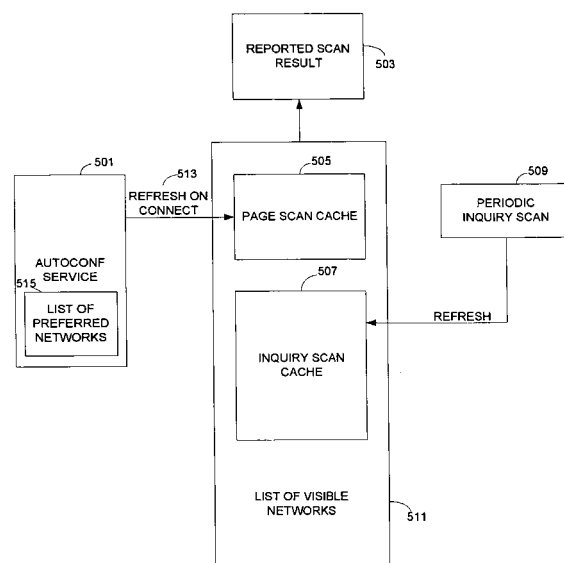 REPORTED SCAN
RESULT
503
501
513
REFRESH ON
CONNECT
505
PAGE SCAN CACHE
509
PERIODIC
INQUIRY SCAN
AUTOCONF
SERVICE
515
LIST OF
PREFERRED
NETWORKS
507
REFRESH
INQUIRY SCAN
CACHE
LIST OF VISIBLE
NETWORKS
511